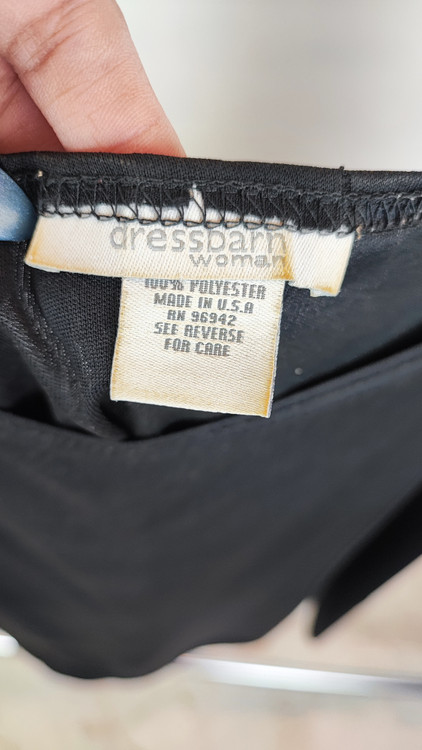 dressbarn
woman
100% POLYESTER
MADE IN U.S.A
RN 96942
SEE REVERSE
FOR CARE